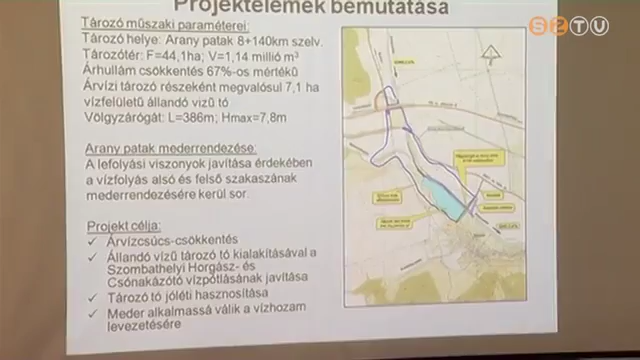 Projektelemek bemutatása
SZTV
Tározó műszaki paraméterei:
Tározó helye: Arany patak 8+140km szelv.
Tározótér: F=44,1ha; V=1,14 millió m³
Árhullám csökkentés 67%-os mértékű
Árvízi tározó részeként megvalósul 7,1 ha
vízfelületű állandó vizű tó
Völgyzárógát: L=386m; Hmax=7,8m
Arany patak mederrendezése:
A lefolyási viszonyok javítása érdekében
a vízfolyás alsó és felső szakaszának
mederrendezésére kerül sor.
Projekt célja:
✓ Árvízcsúcs-csökkentés
✓ Állandó vizű tározó tó kialakításával a
Szombathelyi Horgász- és
Csónakázótó vízpótlásának javítása
✓ Tározó tó jóléti hasznosítása
✓ Meder alkalmassá válik a vízhozam
levezetésére